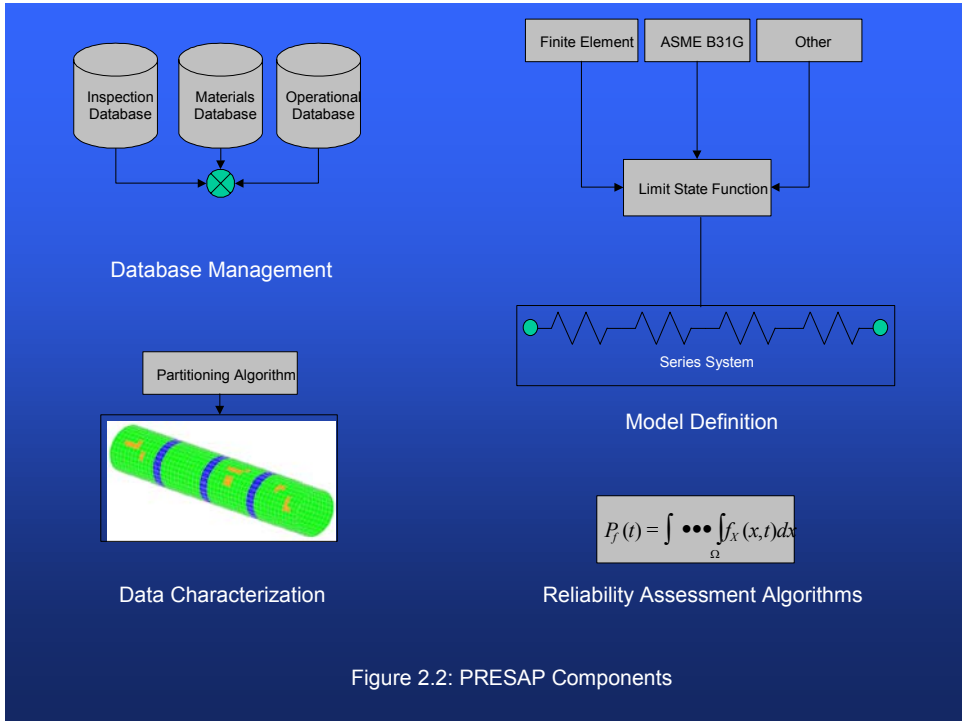 Inspection
Database
Materials
Database
Operational
Database
Database Management
Finite Element
ASME B31G
Other
Limit State Function
Series System
Model Definition
Partitioning Algorithm
Data Characterization
P_f(t) = ∫ ••• ∫_Ω f_X(x,t)dx
Reliability Assessment Algorithms
Figure 2.2: PRESAP Components